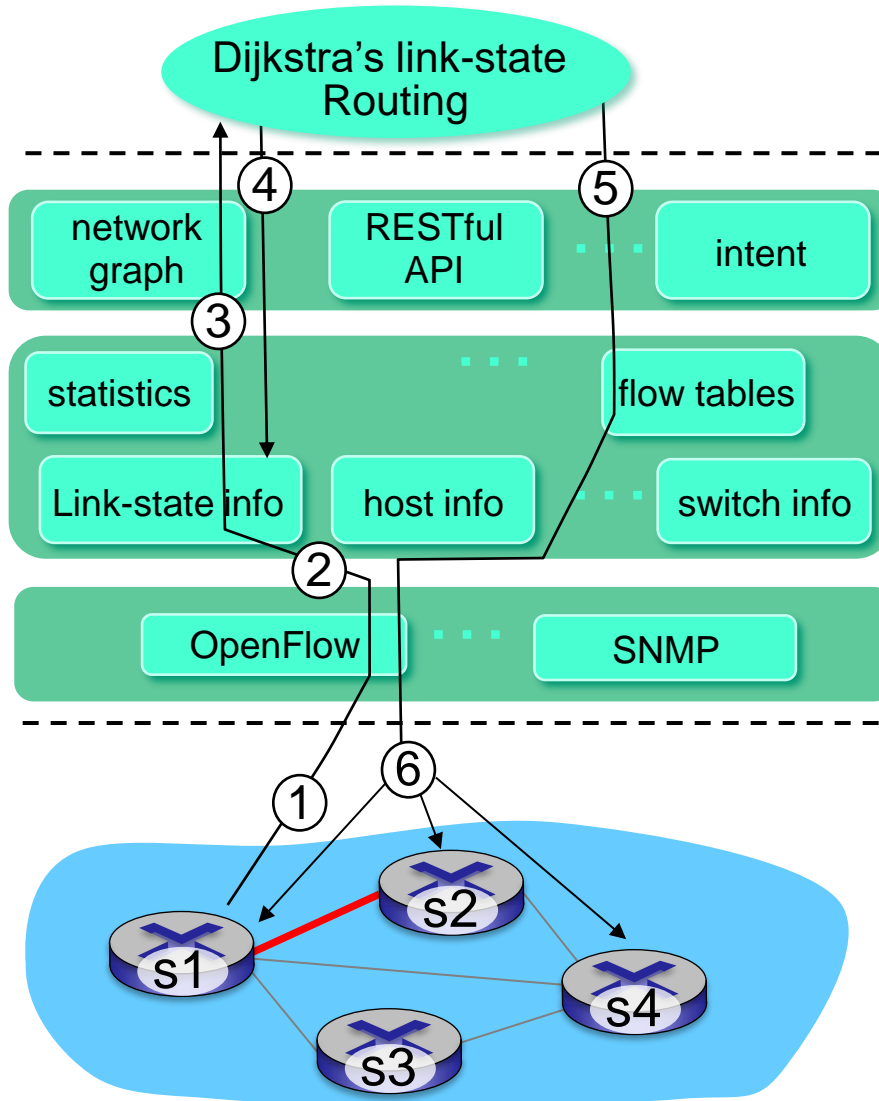 Dijkstra's link-state
Routing
4
5
network
graph
RESTful
API
. . .
intent
3
statistics
. . .
flow tables
Link-state info
host info
. . .
switch info
2
OpenFlow
. . .
SNMP
1
6
s2
s1
s4
s3